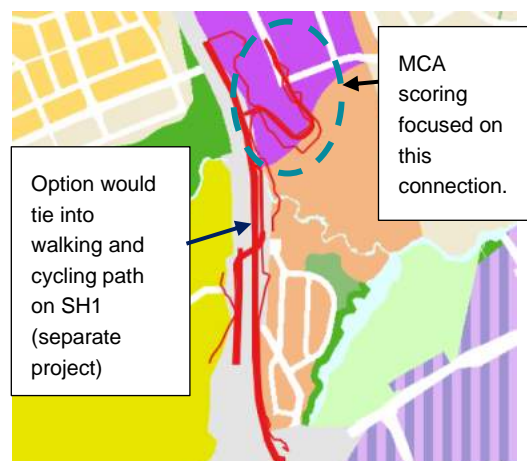 MCA
scoring
focused on
this
connection.
Option would
tie into
walking and
cycling path
on SH1
(separate
project)